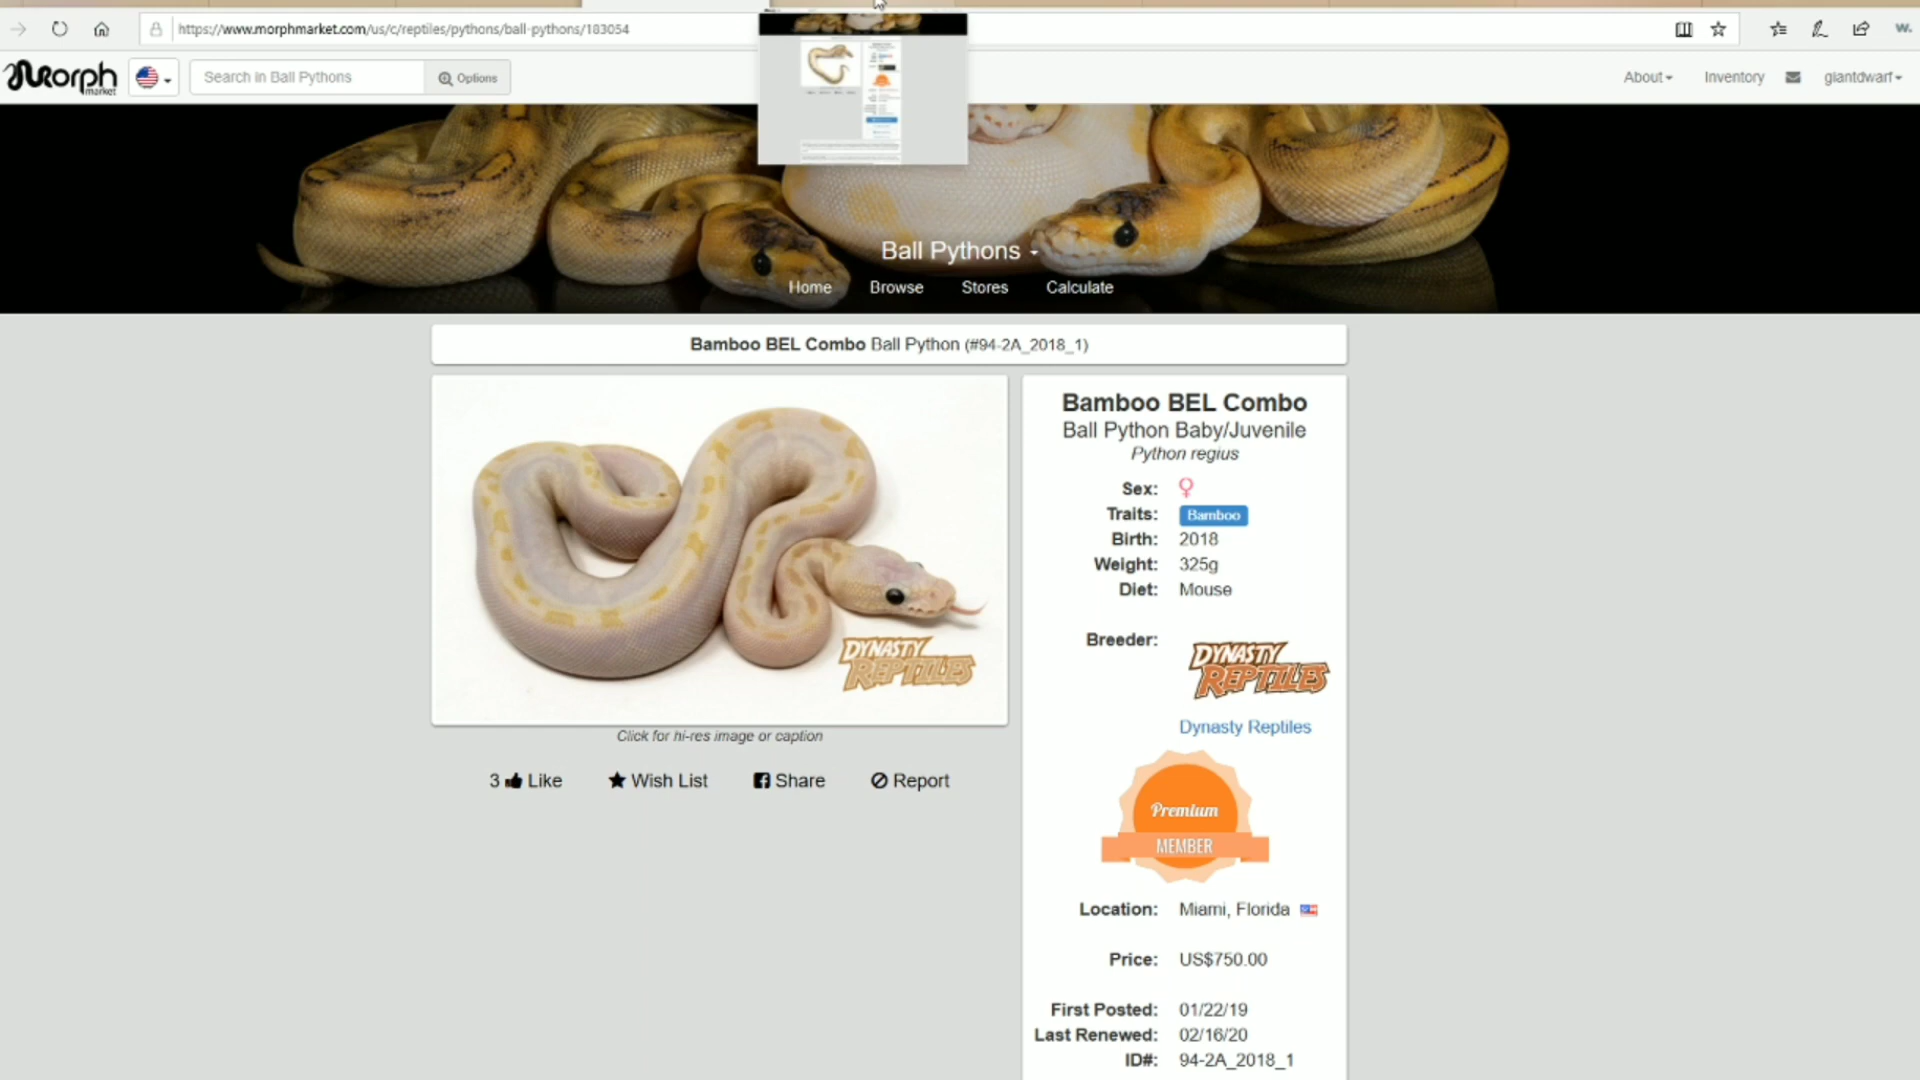 https://www.morphmarket.com/us/c/reptiles/pythons/ball-pythons/183054
w.
Morph
market
Search in Ball Pythons
Options
About
Inventory
giantdwarf
Ball Pythons
Home Browse Stores Calculate
Bamboo BEL Combo Ball Python (#94-2A_2018_1)
DYNASTY
REPTILES
Click for hi-res image or caption
3 Like Wish List Share Report
Bamboo BEL Combo
Ball Python Baby/Juvenile
Python regius
Sex: ♀
Traits: Bamboo
Birth: 2018
Weight: 325g
Diet: Mouse
Breeder:
DYNASTY
REPTILES
Dynasty Reptiles
Premium
MEMBER
Location: Miami, Florida
Price: US$750.00
First Posted: 01/22/19
Last Renewed: 02/16/20
ID#: 94-2A_2018_1